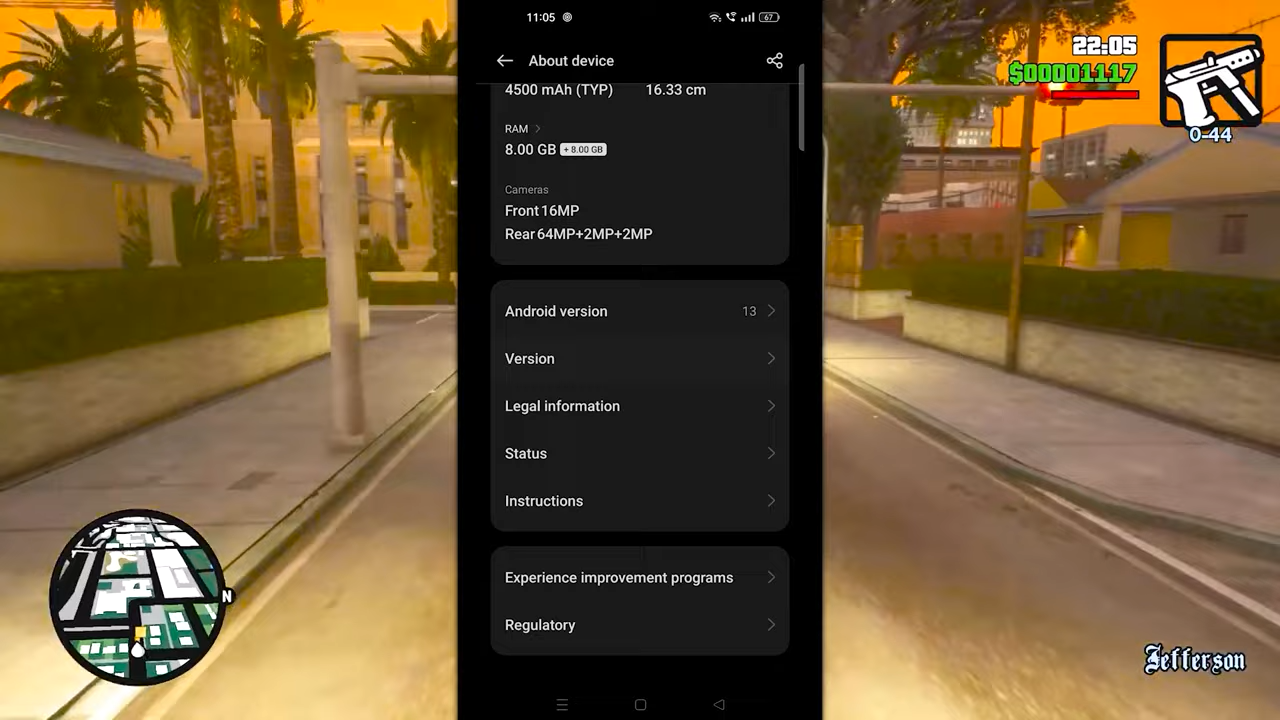 11:05
67
About device
4500 mAh (TYP) 16.33 cm
RAM
8.00 GB + 8.00 GB
Cameras
Front 16MP
Rear 64MP+2MP+2MP
Android version 13
Version
Legal information
Status
Instructions
Experience improvement programs
Regulatory
22:05
$00001117
0-44
N
Jefferson